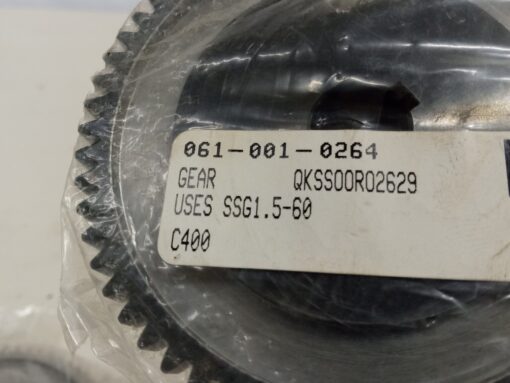 061-001-0264
GEAR QKSS00R02629
USES SSG1.5-60
C400